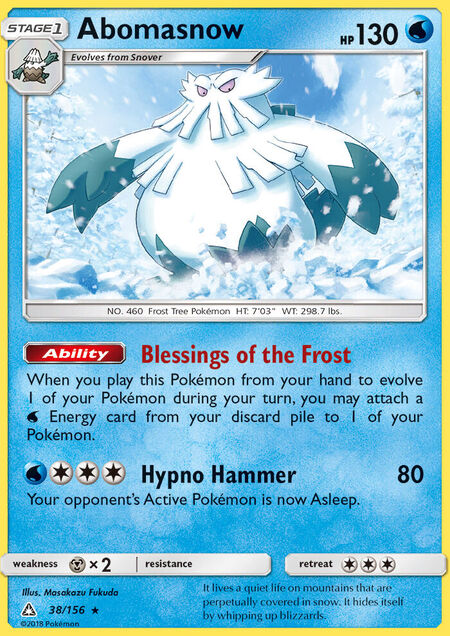 STAGE1
Abomasnow
HP 130
Evolves from Snover
NO. 460 Frost Tree Pokémon HT: 7'03" WT: 298.7 lbs.
Ability Blessings of the Frost
When you play this Pokémon from your hand to evolve
1 of your Pokémon during your turn, you may attach a
Energy card from your discard pile to 1 of your
Pokémon.
Hypno Hammer 80
Your opponent's Active Pokémon is now Asleep.
weakness ×2 resistance retreat
Illus. Masakazu Fukuda
38/156 ★
©2018 Pokémon
It lives a quiet life on mountains that are
perpetually covered in snow. It hides itself
by whipping up blizzards.